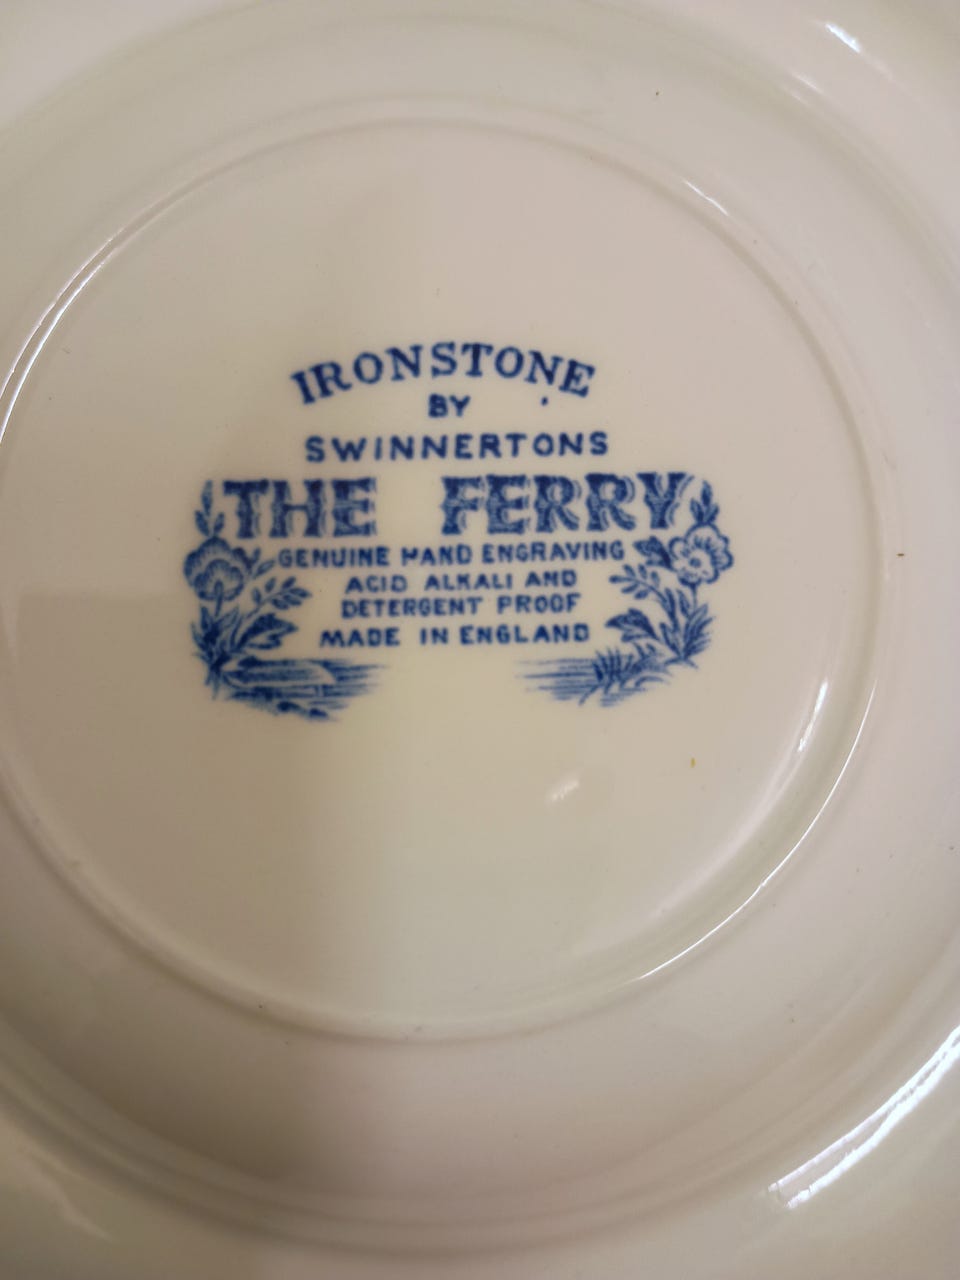 IRONSTONE
BY
SWINNERTONS
THE FERRY
GENUINE HAND ENGRAVING
ACID ALKALI AND
DETERGENT PROOF
MADE IN ENGLAND